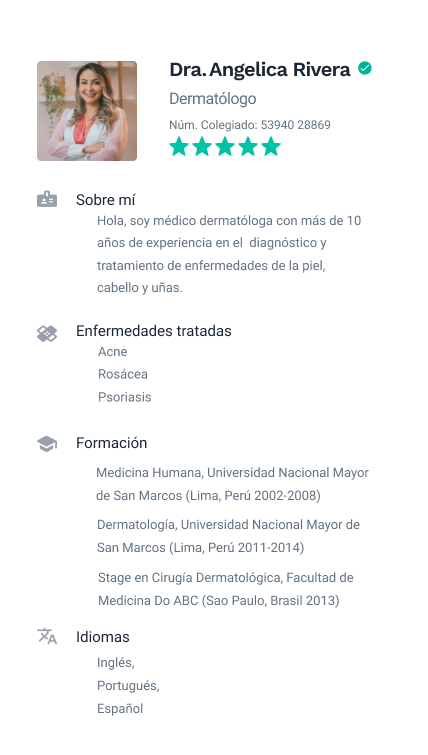 Dra. Angelica Rivera
Dermatólogo
Núm. Colegiado: 53940 28869
Sobre mí
Hola, soy médico dermatóloga con más de 10
años de experiencia en el diagnóstico y
tratamiento de enfermedades de la piel,
cabello y uñas.
Enfermedades tratadas
Acne
Rosácea
Psoriasis
Formación
Medicina Humana, Universidad Nacional Mayor
de San Marcos (Lima, Perú 2002-2008)
Dermatología, Universidad Nacional Mayor de
San Marcos (Lima, Perú 2011-2014)
Stage en Cirugía Dermatológica, Facultad de
Medicina Do ABC (Sao Paulo, Brasil 2013)
Idiomas
Inglés,
Portugués,
Español